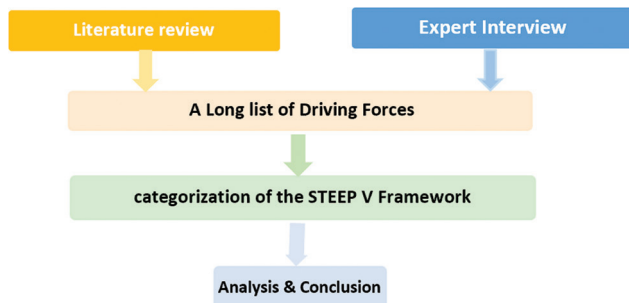 Literature review
Expert Interview
A Long list of Driving Forces
categorization of the STEEP V Framework
Analysis & Conclusion